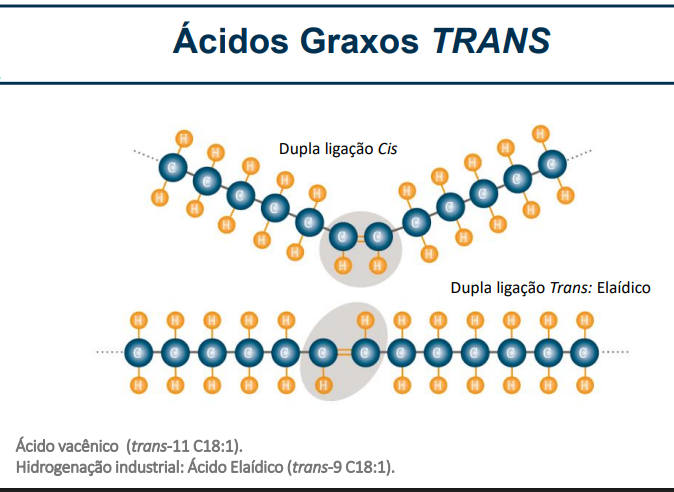 Ácidos Graxos TRANS
Dupla ligação Cis
H H H H H H H H H H
C C C C C C C C C C C C
H H H H H H H H H H H H
Dupla ligação Trans: Elaídico
H H H H H H H H H H H H
C C C C C C C C C C C C C
H H H H H H H H H H H H
Ácido vacênico (trans-11 C18:1).
Hidrogenação industrial: Ácido Elaídico (trans-9 C18:1).